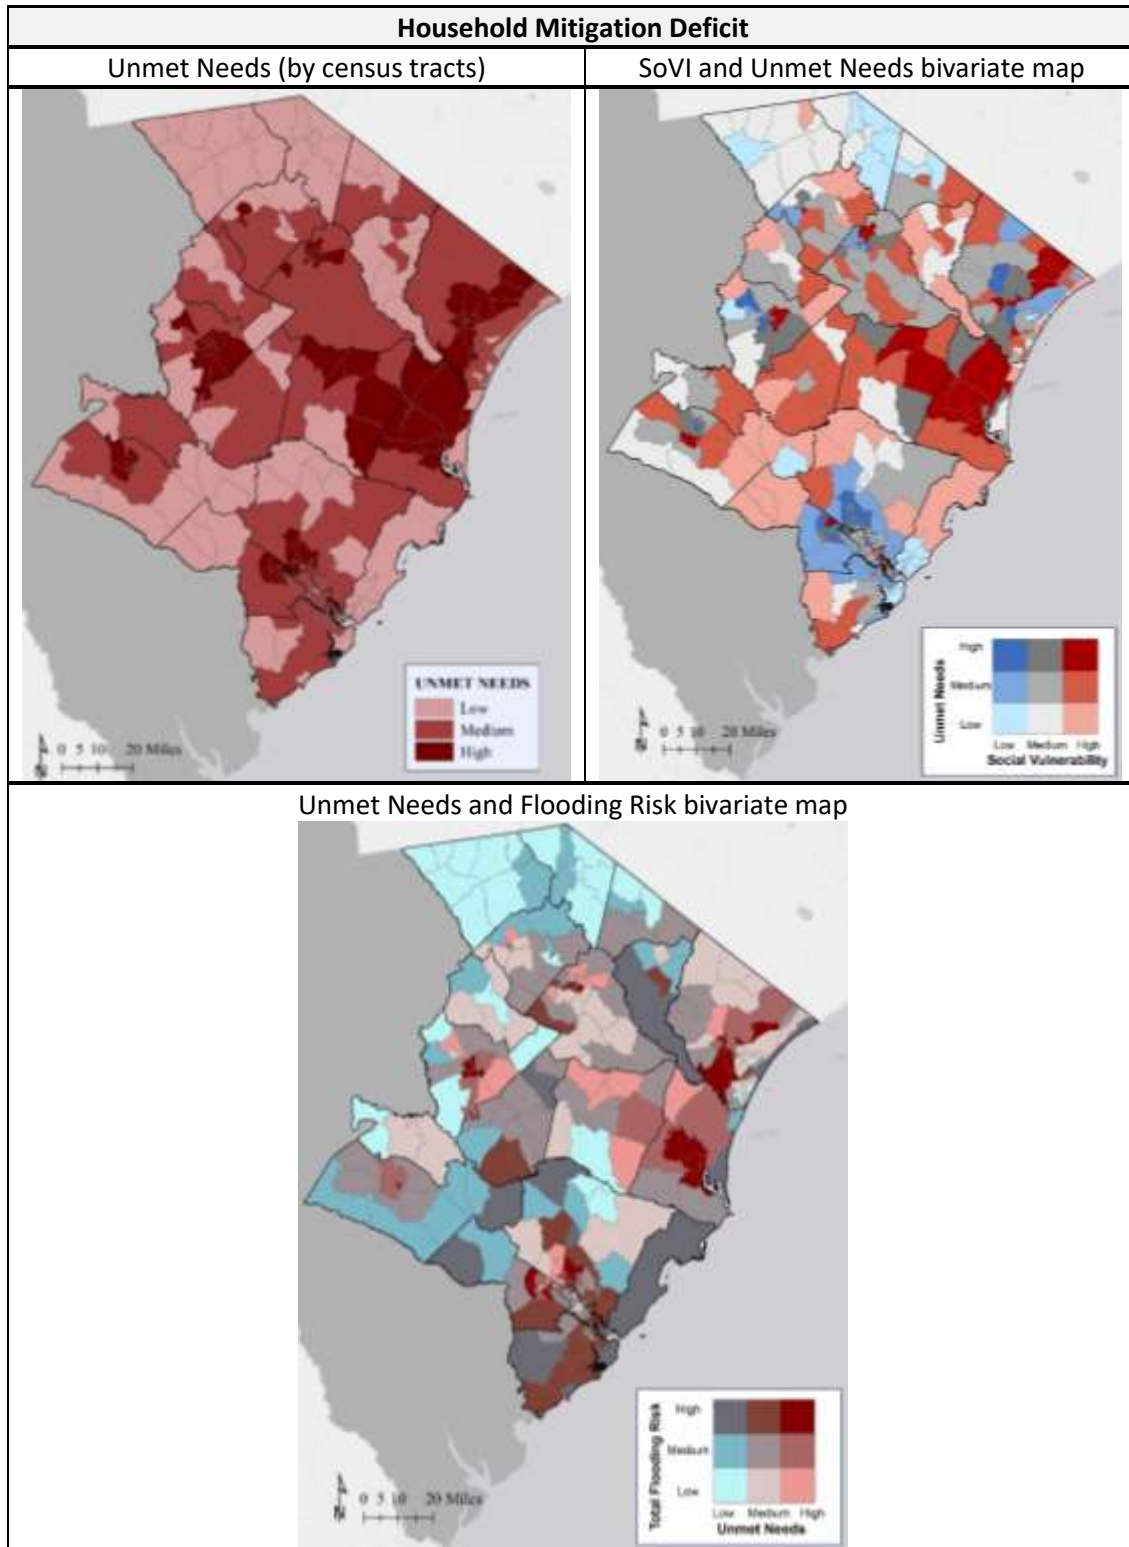 Household Mitigation Deficit
Unmet Needs (by census tracts)
SoVI and Unmet Needs bivariate map
UNMET NEEDS
Low
Medium
High
N
0 5 10 20 Miles
Unmet Needs
High
Medium
Low
Low Medium High
Social Vulnerability
N
0 5 10 20 Miles
Unmet Needs and Flooding Risk bivariate map
Total Flooding Risk
High
Medium
Low
Low Medium High
Unmet Needs
N
0 5 10 20 Miles